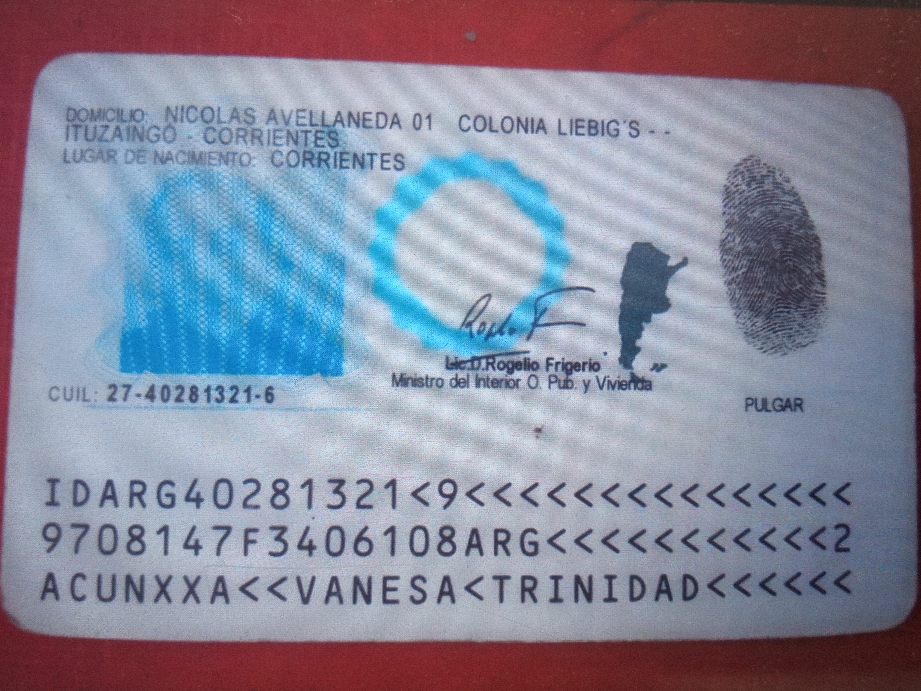 DOMICILIO: NICOLAS AVELLANEDA 01 COLONIA LIEBIG´S - -
ITUZAINGÓ - CORRIENTES
LUGAR DE NACIMIENTO: CORRIENTES
Lic.D.Rogelio Frigerio
Ministro del Interior O. Pub. y Vivienda
CUIL: 27-40281321-6
PULGAR
IDARG40281321<9<<<<<<<<<<<<<<<
9708147F3406108ARG<<<<<<<<<<<2
ACUNXXA<<VANESA<TRINIDAD<<<<<<